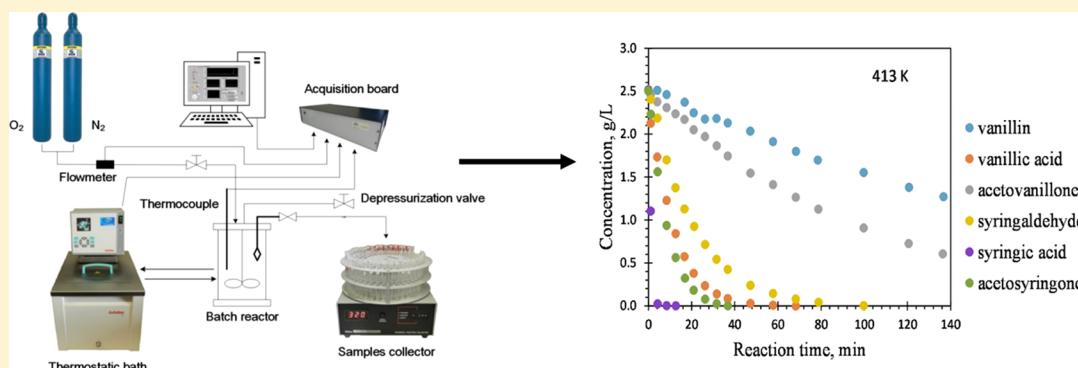 O2
N2
Flowmeter
Acquisition board
Thermocouple
Depressurization valve
Batch reactor
320
Samples collector
Thermostatic bath
413 K
Concentration, g/L
3.0
2.5
2.0
1.5
1.0
0.5
0.0
0 20 40 60 80 100 120 140
Reaction time, min
vanillin
vanillic acid
acetovanillone
syringaldehyde
syringic acid
acetosyringone